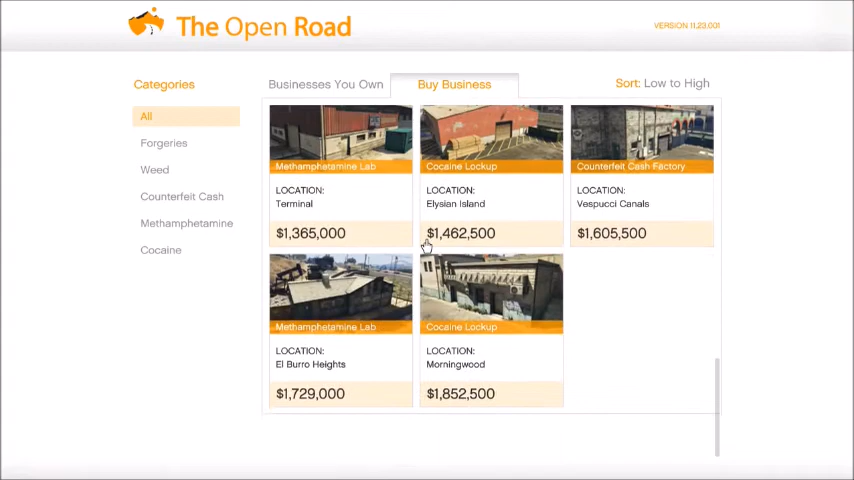 The Open Road
VERSION 11.23.001
Categories
Businesses You Own
Buy Business
Sort: Low to High
All
Forgeries
Weed
Counterfeit Cash
Methamphetamine
Cocaine
Methamphetamine Lab
LOCATION:
Terminal
$1,365,000
Cocaine Lockup
LOCATION:
Elysian Island
$1,462,500
Counterfeit Cash Factory
LOCATION:
Vespucci Canals
$1,605,500
Methamphetamine Lab
LOCATION:
El Burro Heights
$1,729,000
Cocaine Lockup
LOCATION:
Morningwood
$1,852,500